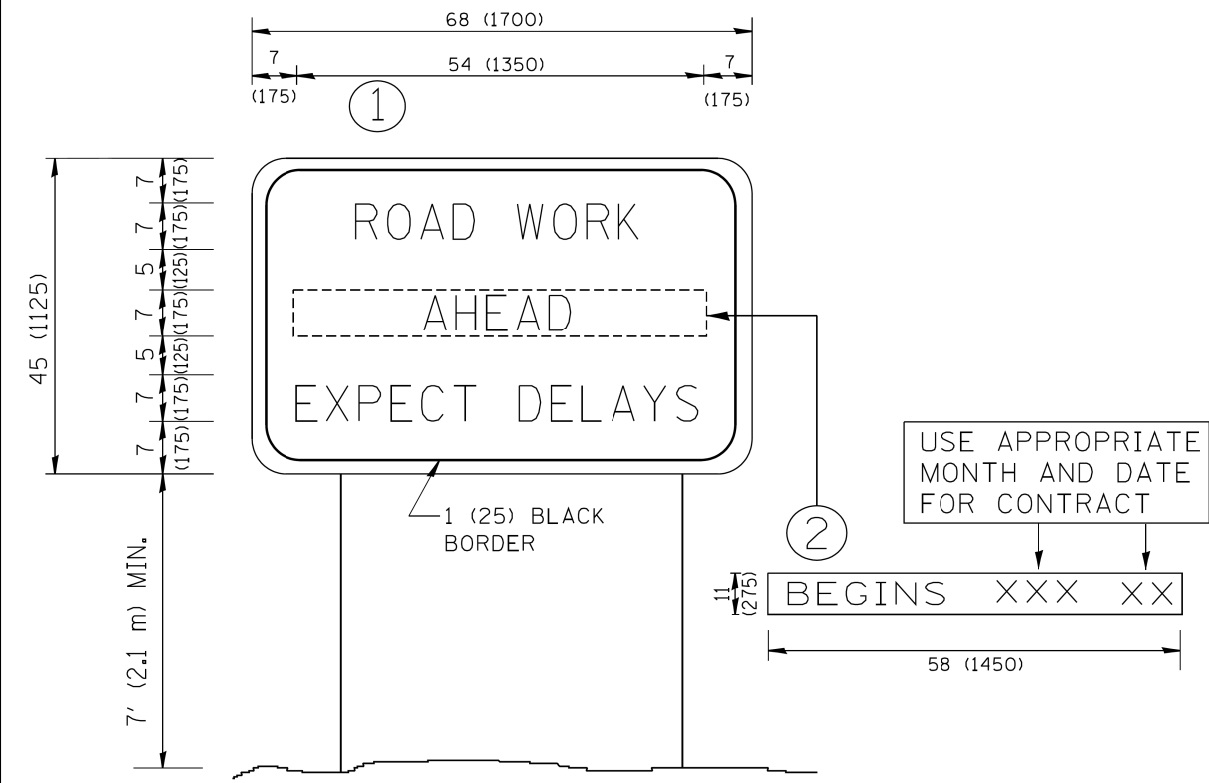 68 (1700)
7
54 (1350)
7
(175)
(175)
1
45 (1125)
7 (175)
7 (175)
5 (125)
7 (175)
5 (125)
7 (175)
7 (175)
ROAD WORK
AHEAD
EXPECT DELAYS
1 (25) BLACK
BORDER
7' (2.1 m) MIN.
USE APPROPRIATE
MONTH AND DATE
FOR CONTRACT
2
11
(275)
BEGINS XXX XX
58 (1450)